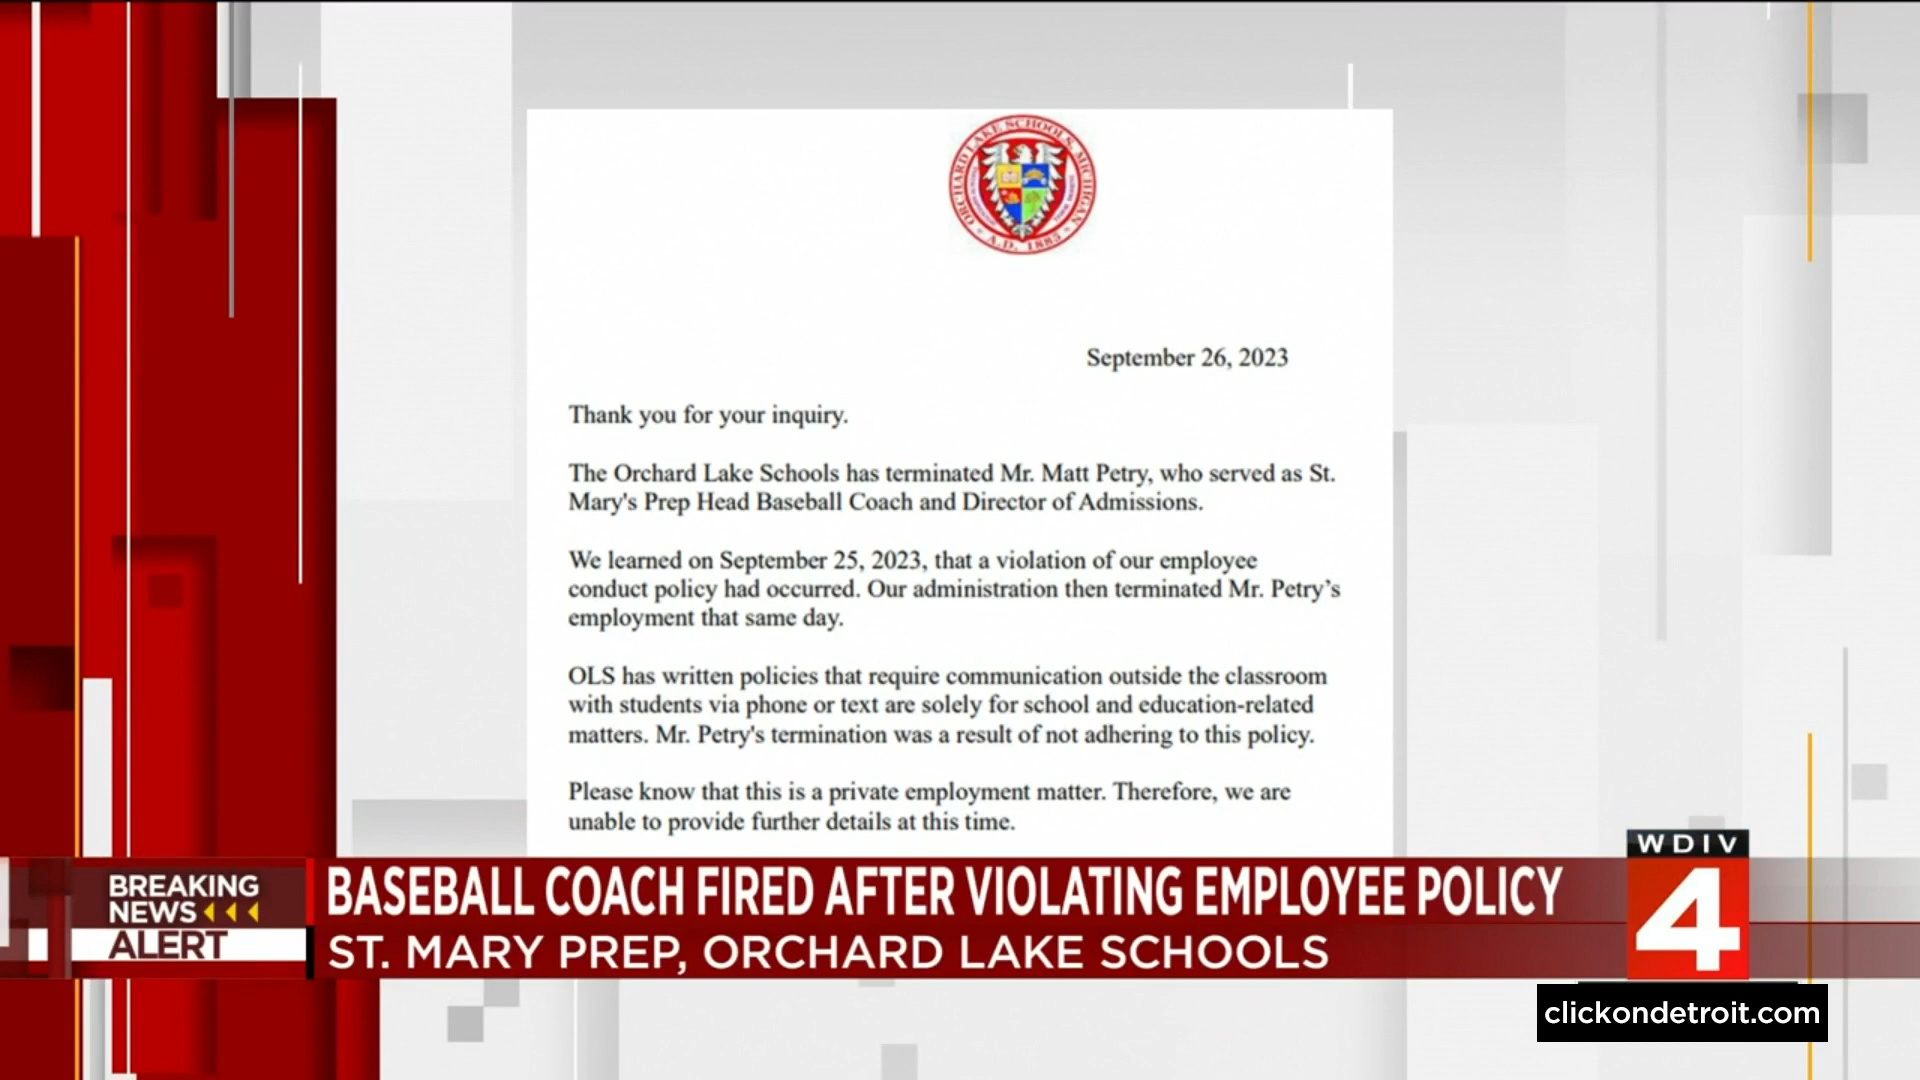 ORCHARD LAKE SCHOOLS, MICHIGAN
A.D. 1885
September 26, 2023
Thank you for your inquiry.
The Orchard Lake Schools has terminated Mr. Matt Petry, who served as St.
Mary's Prep Head Baseball Coach and Director of Admissions.
We learned on September 25, 2023, that a violation of our employee
conduct policy had occurred. Our administration then terminated Mr. Petry’s
employment that same day.
OLS has written policies that require communication outside the classroom
with students via phone or text are solely for school and education-related
matters. Mr. Petry's termination was a result of not adhering to this policy.
Please know that this is a private employment matter. Therefore, we are
unable to provide further details at this time.
BREAKING
NEWS
ALERT
BASEBALL COACH FIRED AFTER VIOLATING EMPLOYEE POLICY
ST. MARY PREP, ORCHARD LAKE SCHOOLS
WDIV
4
clickondetroit.com